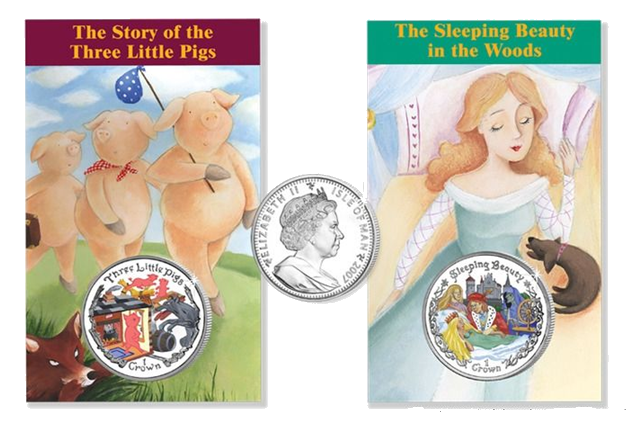 The Story of the
Three Little Pigs
The Sleeping Beauty
in the Woods
ELIZABETH II ISLE OF MAN 2007
Three Little Pigs
1
Crown
Sleeping Beauty
1
Crown